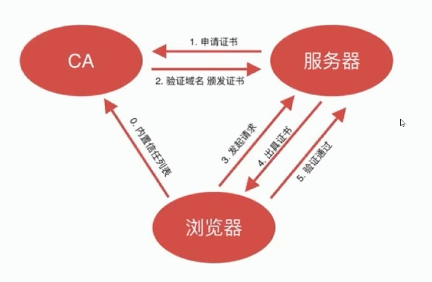 CA
1. 申请证书
服务器
2. 验证域名 颁发证书
0. 内置信任列表
3. 发起请求
4. 出具证书
5. 验证通过
浏览器